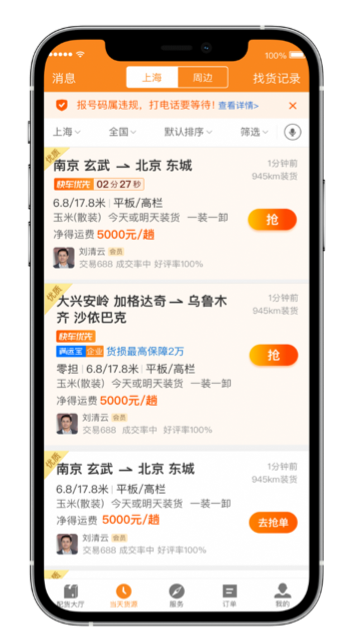 100%
消息 上海 周边 找货记录
报号码属违规，打电话要等待! 查看详情>
上海 全国 默认排序 筛选
优质
南京 玄武 北京 东城 1分钟前
快车优先 02分27秒 945km装货
6.8/17.8米 平板/高栏
玉米(散装) 今天或明天装货 一装一卸
抢
净得运费 5000元/趟
刘清云 会员
交易688 成交率中 好评率100%
优质
大兴安岭 加格达奇 乌鲁木 1分钟前
齐 沙依巴克 945km装货
快车优先
满运宝 企业 货损最高保障2万
抢
零担 6.8/17.8米 平板/高栏
玉米(散装) 今天或明天装货 一装一卸
净得运费 5000元/趟
刘清云 会员
交易688 成交率中 好评率100%
优质
南京 玄武 北京 东城 1分钟前
945km装货
6.8/17.8米 平板/高栏
玉米(散装) 今天或明天装货 一装一卸
净得运费 5000元/趟 去抢单
刘清云 会员
交易688 成交率中 好评率100%
配货大厅 当天货源 服务 订单 我的